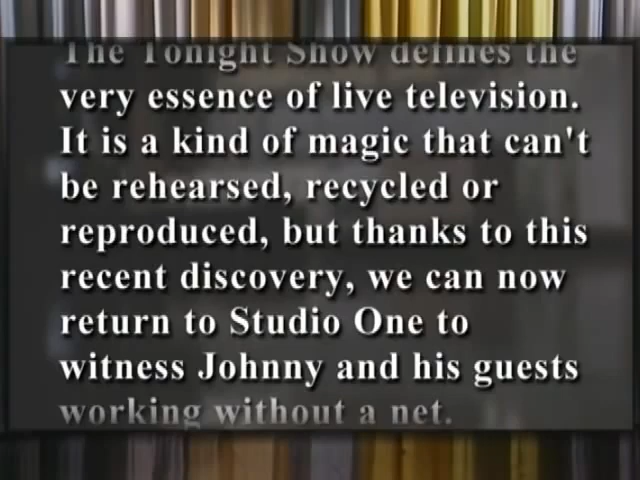 The Tonight Show defines the
very essence of live television.
It is a kind of magic that can't
be rehearsed, recycled or
reproduced, but thanks to this
recent discovery, we can now
return to Studio One to
witness Johnny and his guests
working without a net.